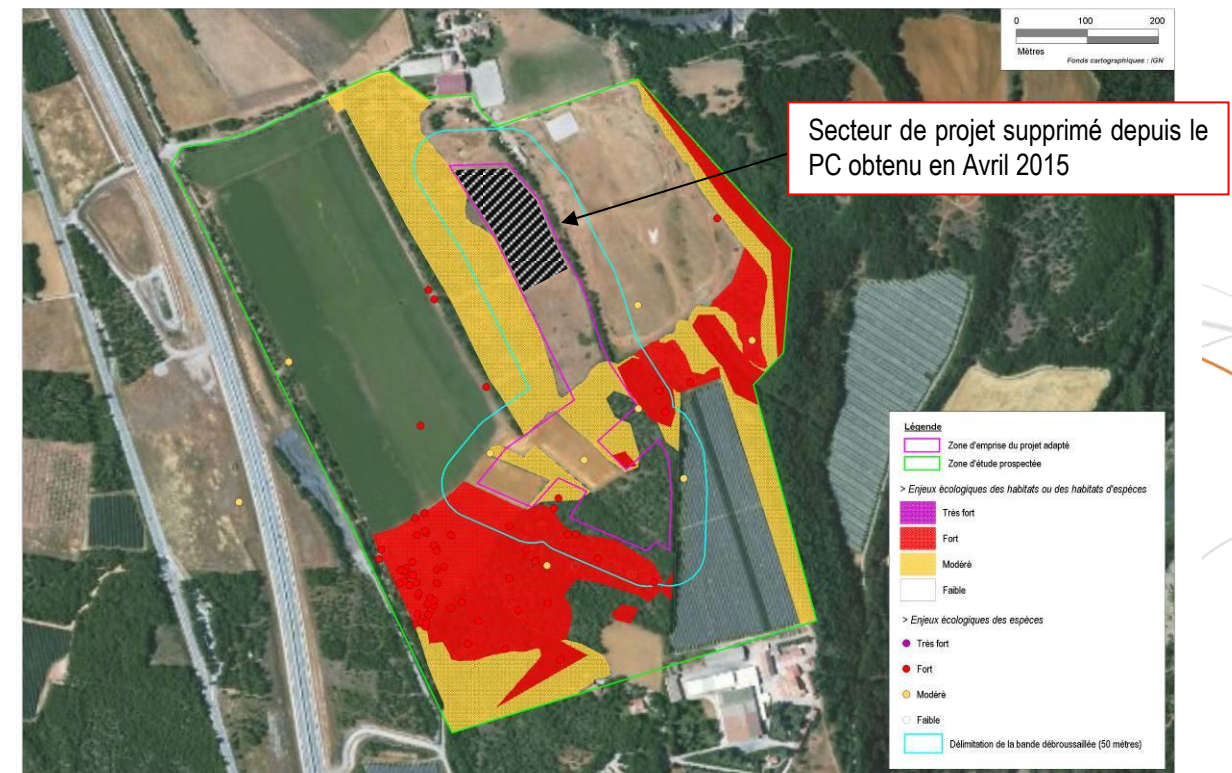 0 100 200
Mètres
Fonds cartographiques : IGN
Secteur de projet supprimé depuis le
PC obtenu en Avril 2015
Légende
Zone d'emprise du projet adapté
Zone d'étude prospectée
> Enjeux écologiques des habitats ou des habitats d'espèces
Très fort
Fort
Modéré
Faible
> Enjeux écologiques des espèces
Très fort
Fort
Modéré
Faible
Délimitation de la bande débroussaillée (50 mètres)